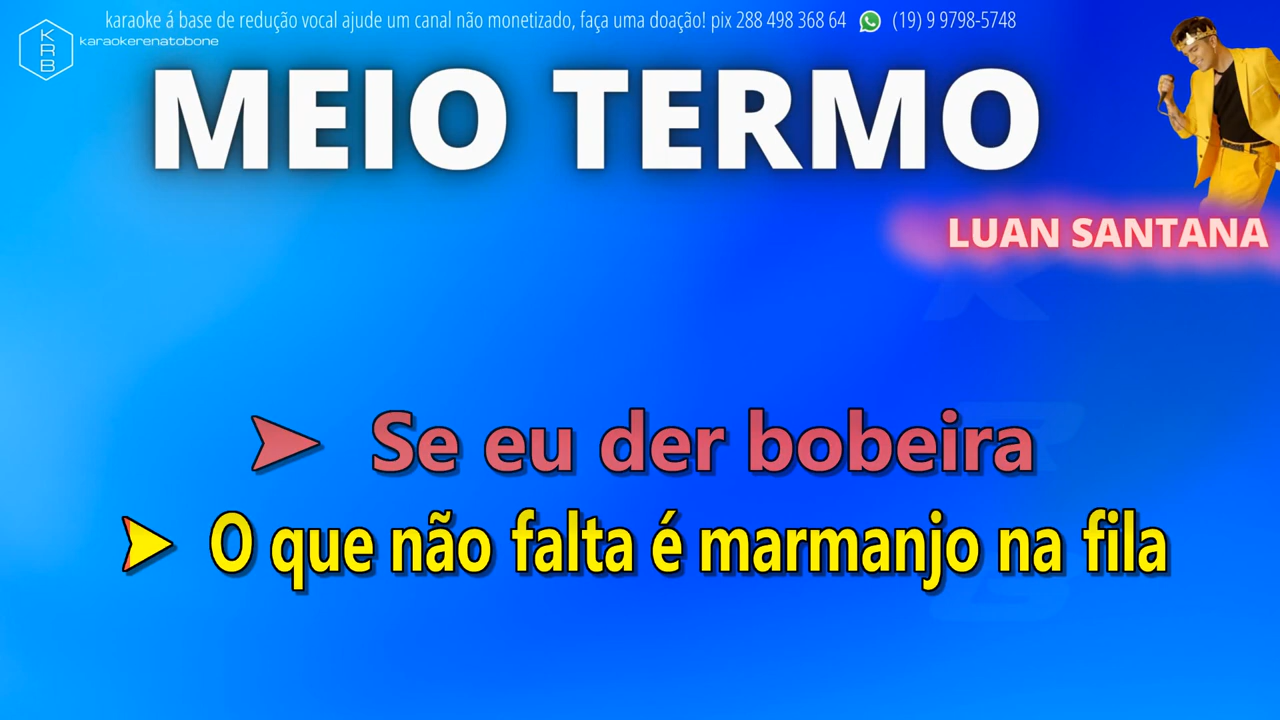 karaoke á base de redução vocal ajude um canal não monetizado, faça uma doação! pix 288 498 368 64 (19) 9 9798-5748
KRB
karaokerenatobone
MEIO TERMO
LUAN SANTANA
Se eu der bobeira
O que não falta é marmanjo na fila